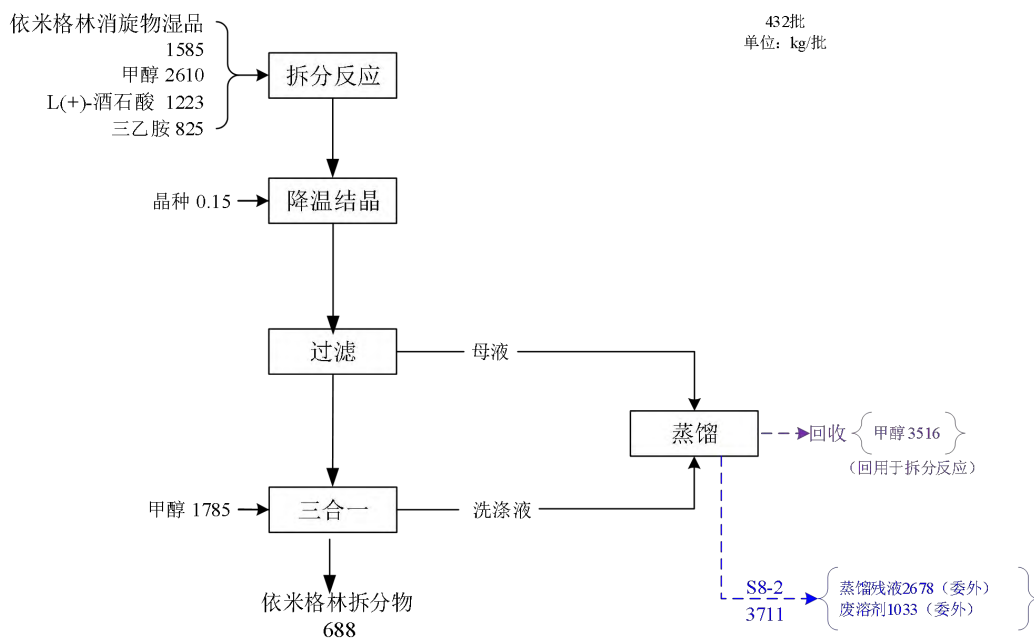 依米格林消旋物湿品
1585
甲醇 2610
L(+)-酒石酸 1223
三乙胺 825
拆分反应
432批
单位：kg/批
晶种 0.15
降温结晶
过滤
母液
蒸馏
回收
甲醇3516
（回用于拆分反应）
甲醇 1785
三合一
洗涤液
依米格林拆分物
688
S8-2
3711
蒸馏残液2678（委外）
废溶剂1033（委外）